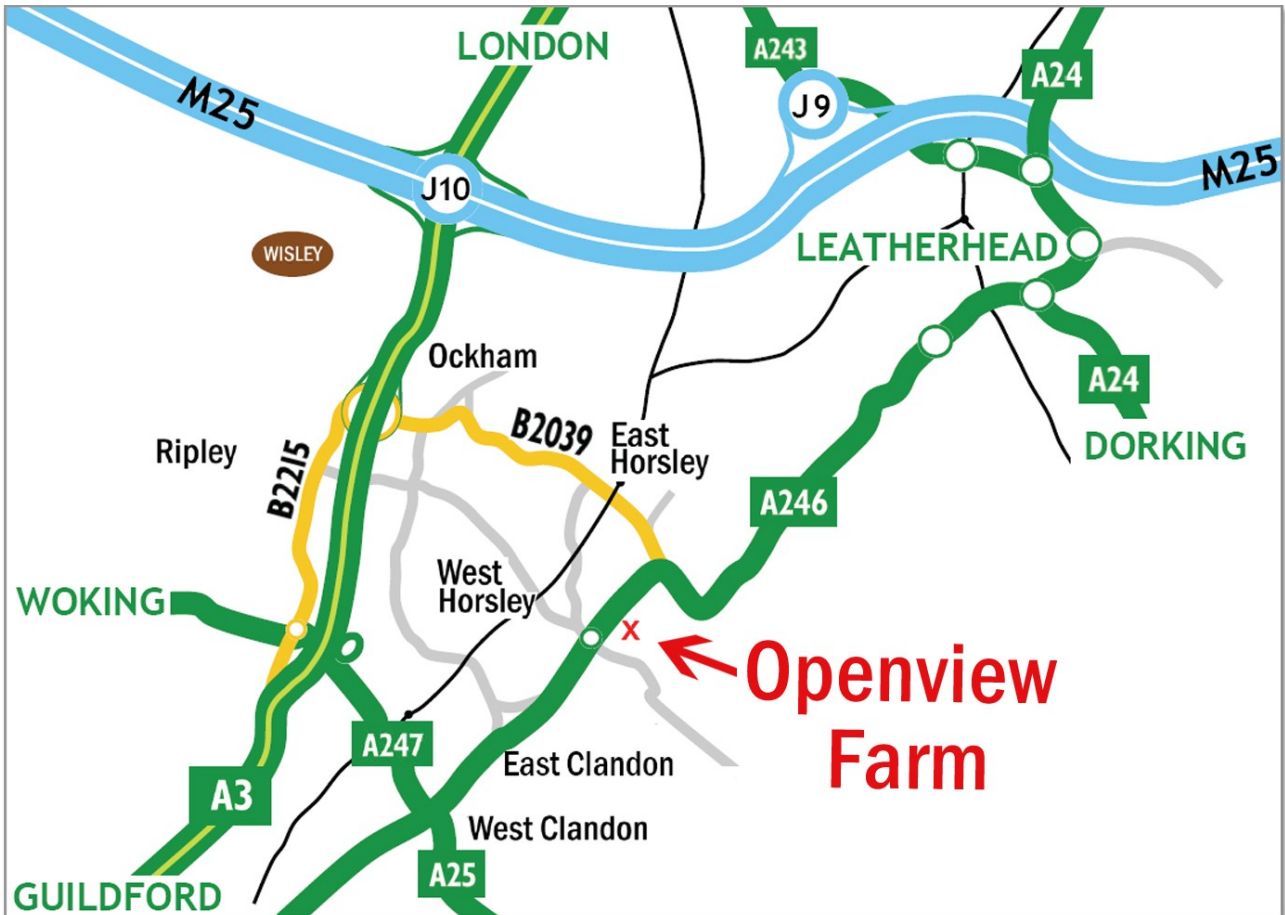 LONDON
A243
A24
M25
J9
J10
M25
WISLEY
LEATHERHEAD
Ockham
A24
B2039
East
Horsley
Ripley
B2215
DORKING
A246
West
Horsley
WOKING
X
Openview
Farm
A247
East Clandon
A3
West Clandon
A25
GUILDFORD